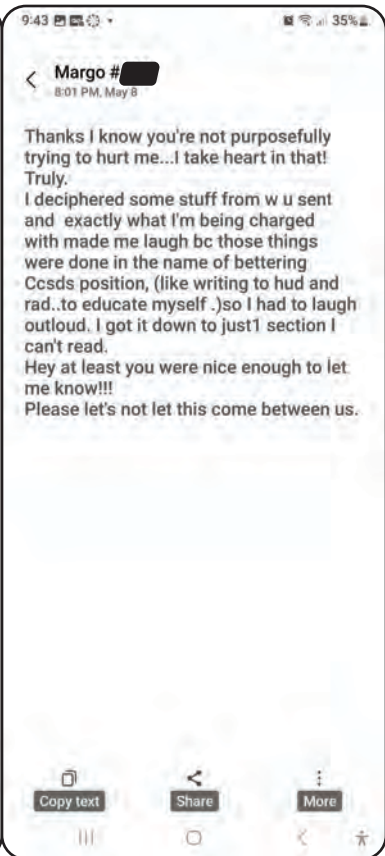 9:43
35%
Margo #
8:01 PM, May 8
Thanks I know you're not purposefully
trying to hurt me...I take heart in that!
Truly.
I deciphered some stuff from w u sent
and exactly what I'm being charged
with made me laugh bc those things
were done in the name of bettering
Ccsds position, (like writing to hud and
rad..to educate myself .)so I had to laugh
outloud. I got it down to just1 section I
can't read.
Hey at least you were nice enough to let
me know!!!
Please let's not let this come between us.
Copy text
Share
More